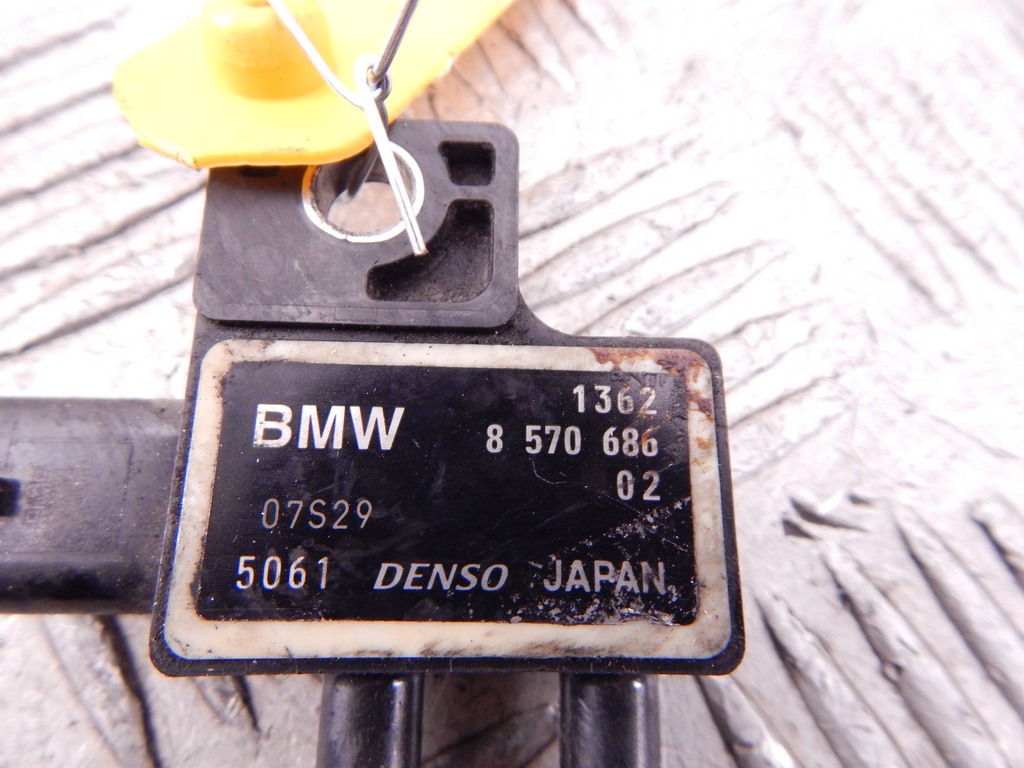 1362
BMW 8 570 686
02
07S29
5061 DENSO JAPAN